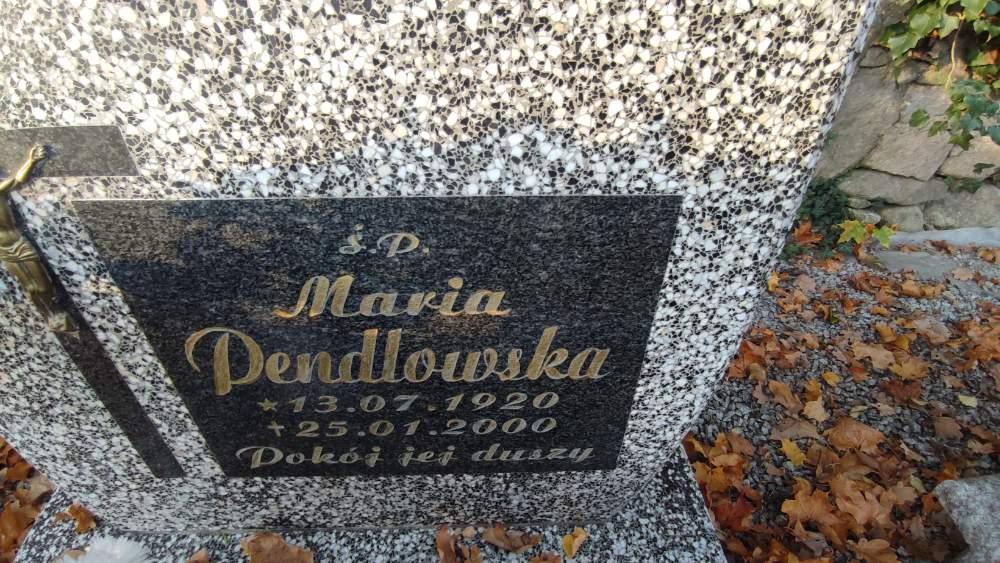 ś.P.
Maria
Pendlowska
* 13.07.1920
✝ 25.01.2000
Pokój jej duszy